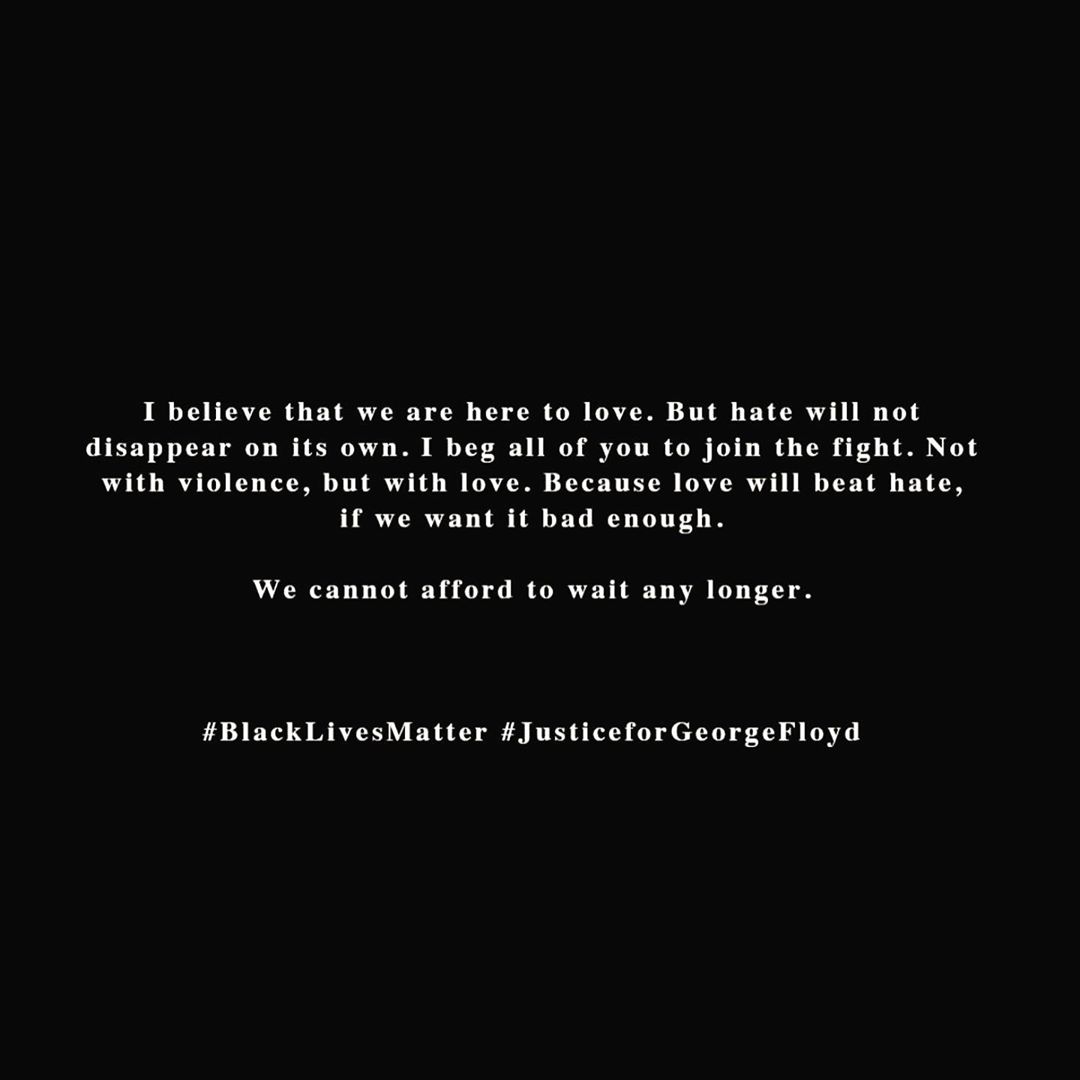 I believe that we are here to love. But hate will not
disappear on its own. I beg all of you to join the fight. Not
with violence, but with love. Because love will beat hate,
if we want it bad enough.
We cannot afford to wait any longer.
#BlackLivesMatter #JusticeforGeorgeFloyd